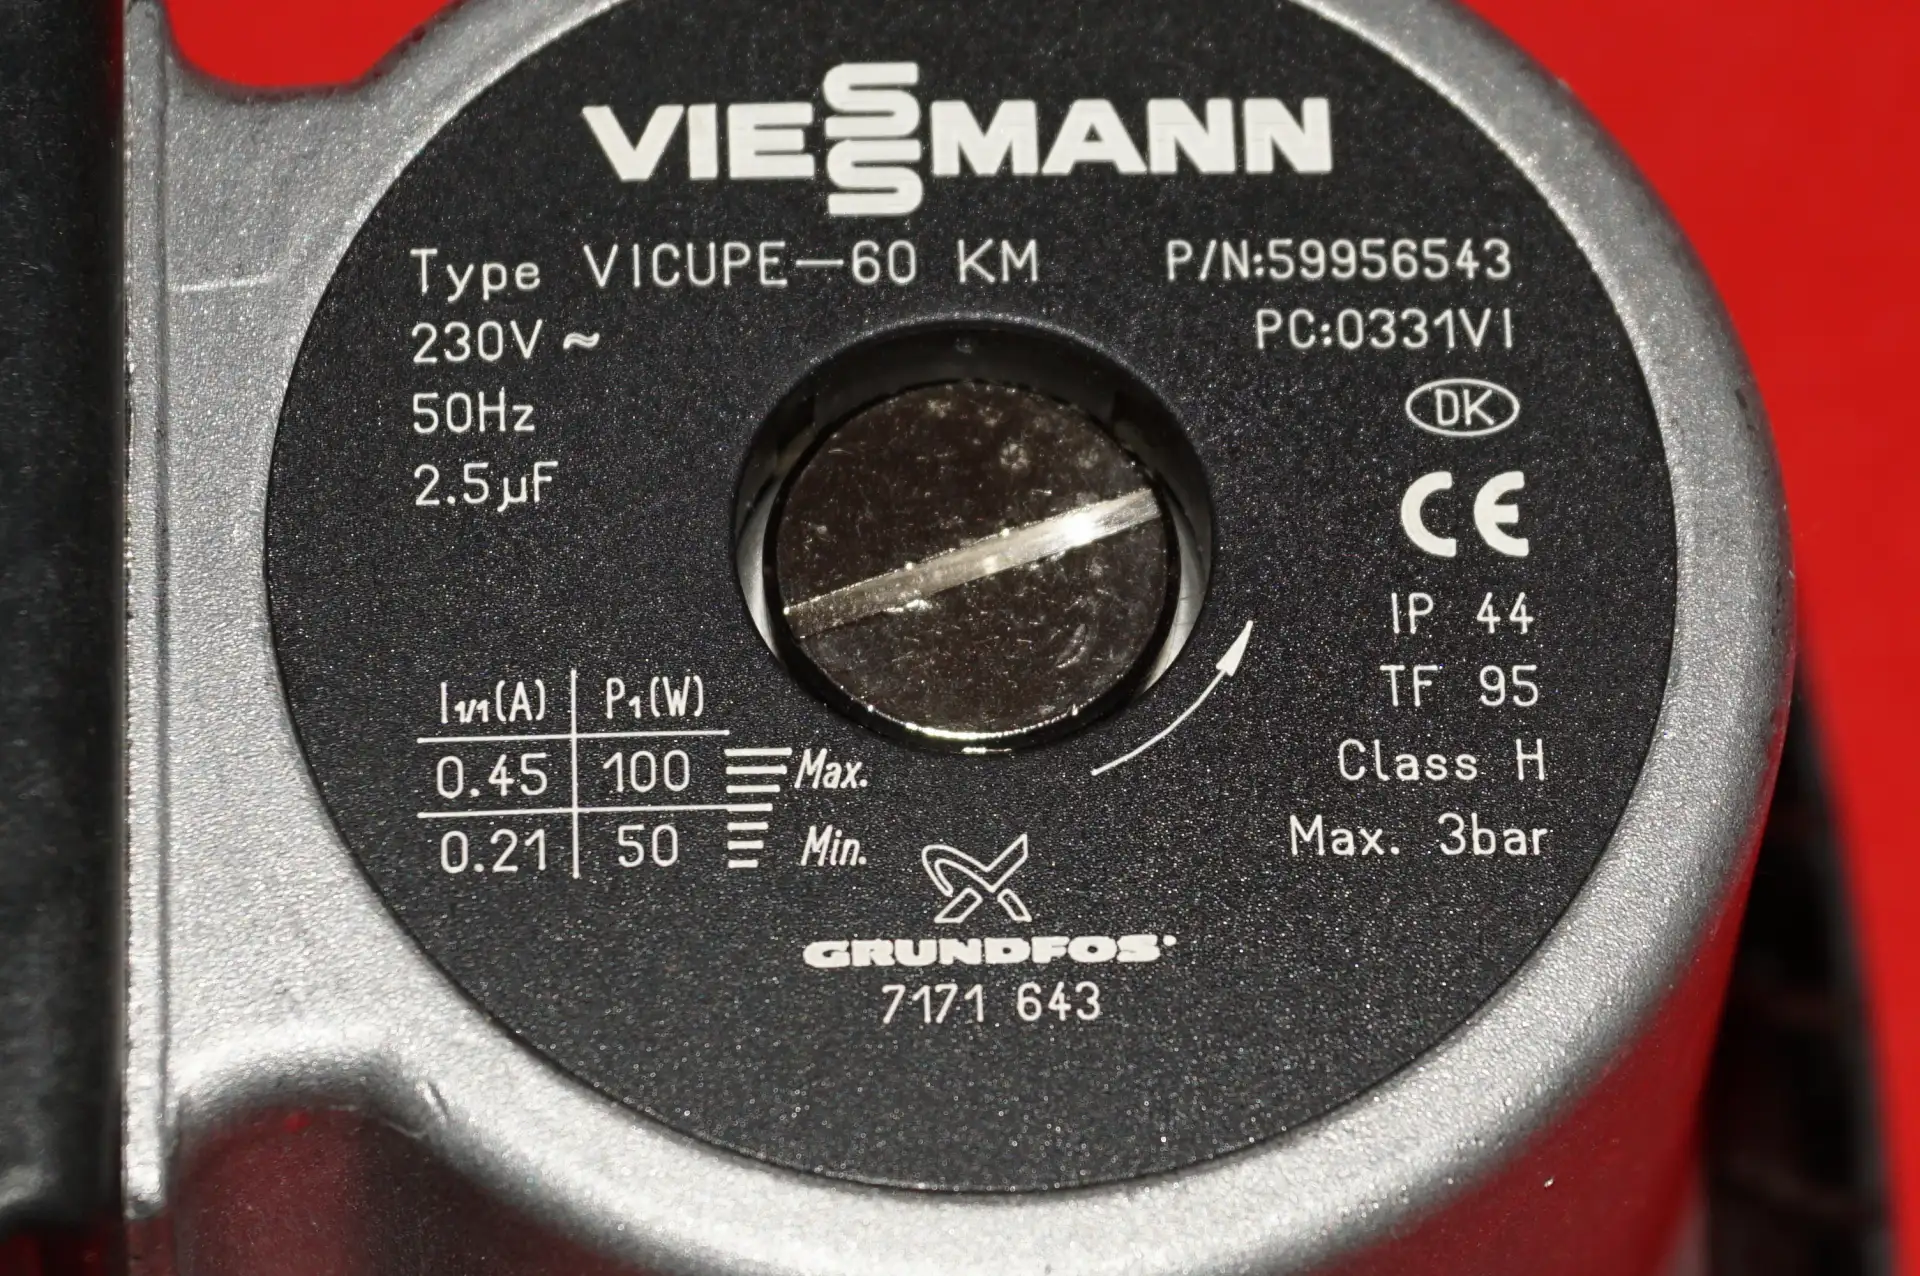 VIESSMANN
Type VICUPE-60 KM P/N:59956543
230V ~ PC:0331VI
50Hz DK
2.5µF CE
IP 44
TF 95
I1/1(A) P1(W)
0.45 100 Max. Class H
0.21 50 Min. Max. 3bar
GRUNDFOS
7171 643